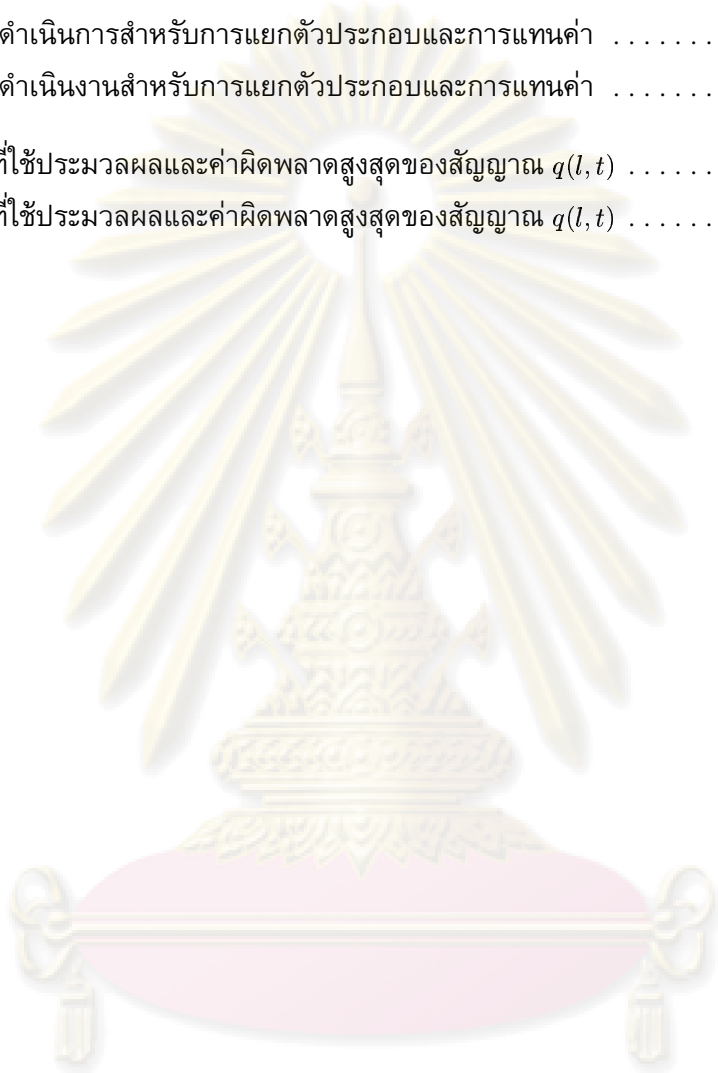 ดำเนินการสำหรับการแยกตัวประกอบและการแทนค่า . . . . . . .
ดำเนินงานสำหรับการแยกตัวประกอบและการแทนค่า . . . . . . .
ที่ใช้ประมวลผลและค่าผิดพลาดสูงสุดของสัญญาณ q(l, t) . . . . . .
ที่ใช้ประมวลผลและค่าผิดพลาดสูงสุดของสัญญาณ q(l, t) . . . . . .